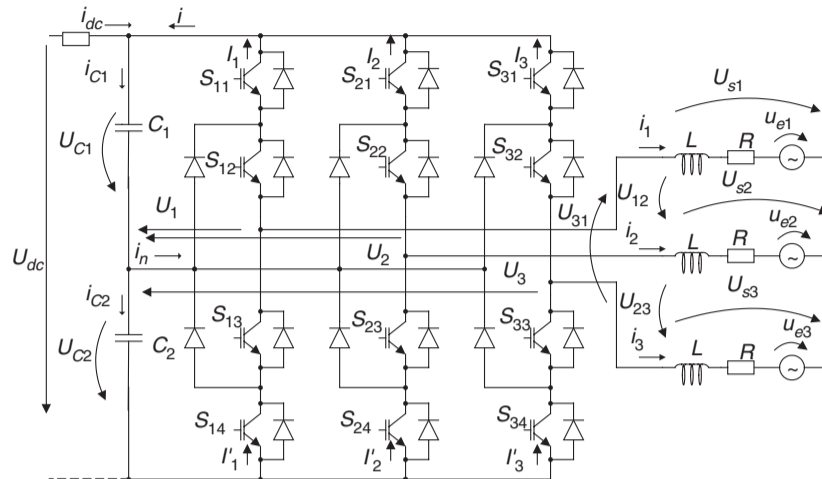 i_dc i
I_1 I_2 I_3
S_11 S_21 S_31
i_C1 U_s1
U_C1 C_1 i_1 L R u_e1
S_12 S_22 S_32
U_1 U_31 U_12 U_s2
U_dc i_n U_2 i_2 L R u_e2
U_3 U_s3
i_C2 U_23
U_C2 C_2 S_13 S_23 S_33 i_3 L R u_e3
S_14 S_24 S_34
I'_1 I'_2 I'_3